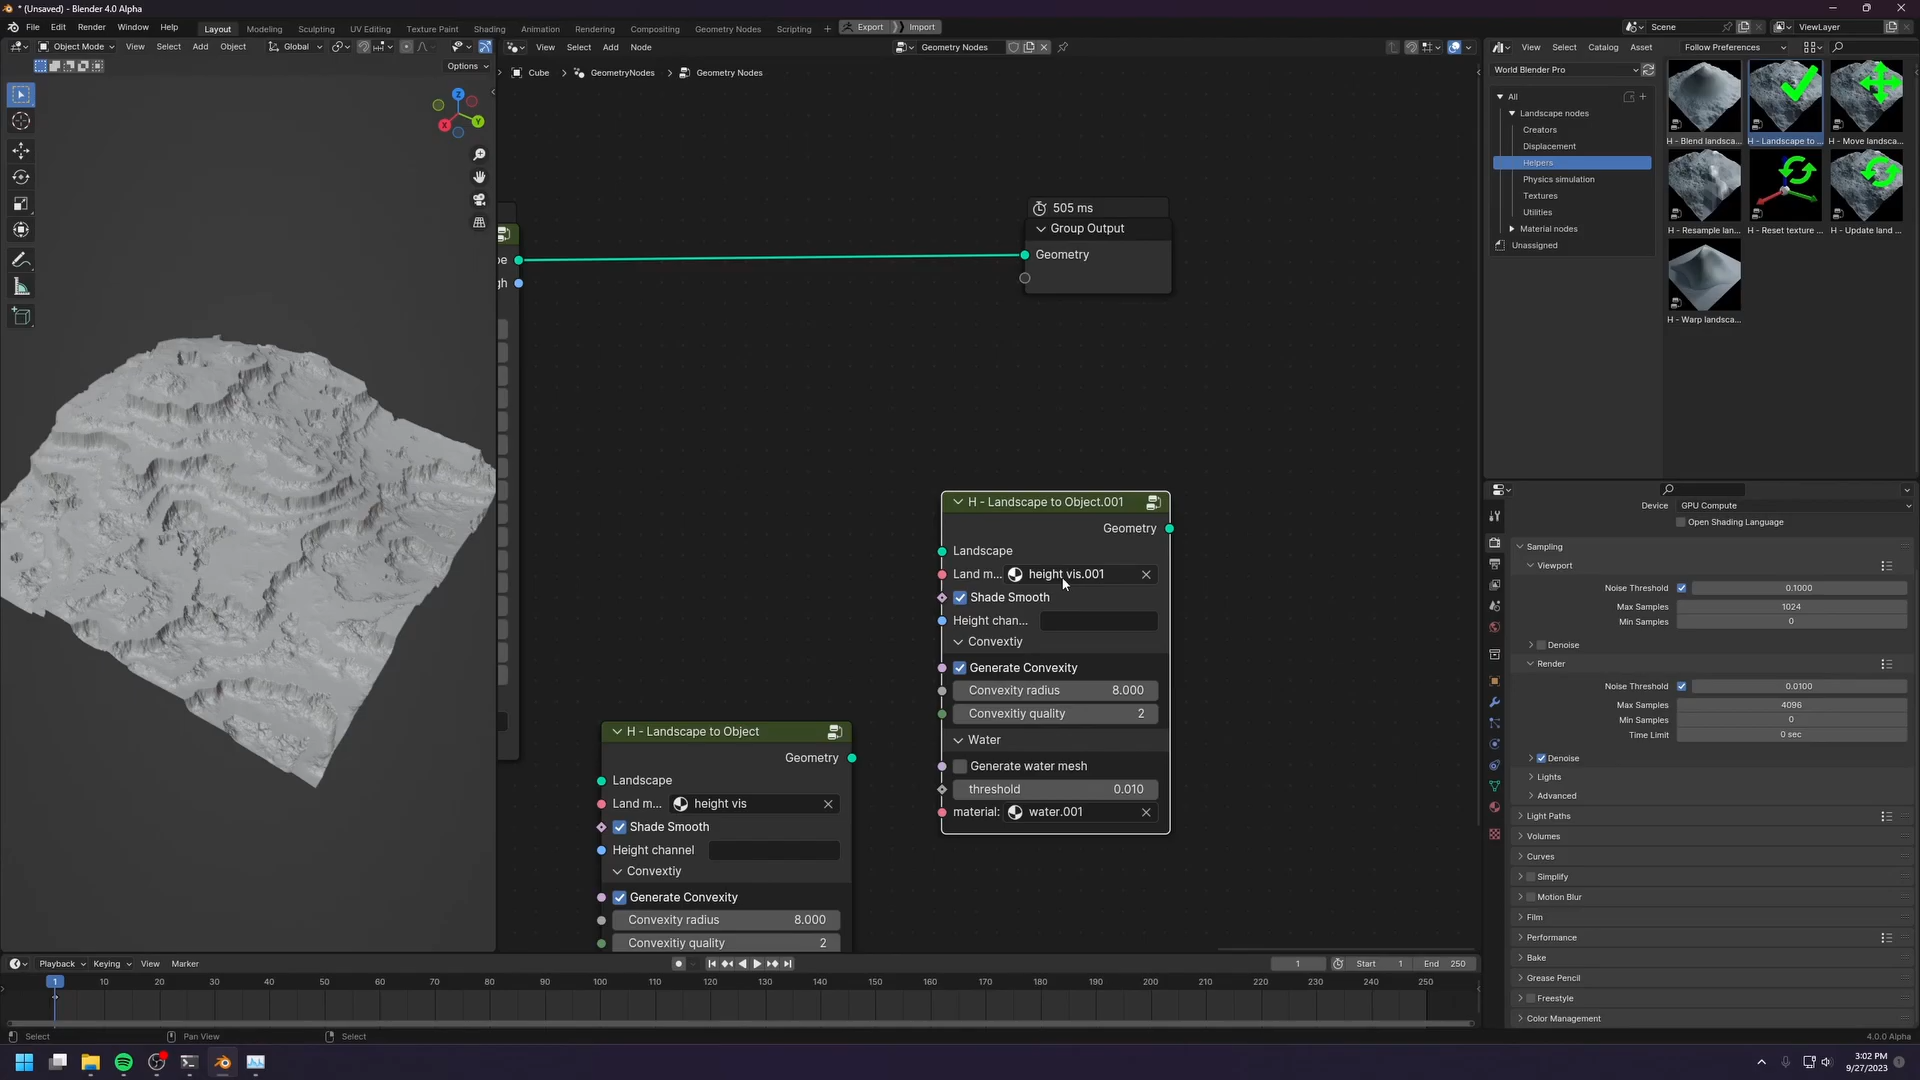 * (Unsaved) - Blender 4.0 Alpha
File Edit Render Window Help Layout Modeling Sculpting UV Editing Texture Paint Shading Animation Rendering Compositing Geometry Nodes Scripting + Export Import Scene ViewLayer
Object Mode View Select Add Object Global
Options
View Select Add Node Geometry Nodes
Cube > GeometryNodes > Geometry Nodes
View Select Catalog Asset Follow Preferences
World Blender Pro
All
Landscape nodes
Creators
Displacement
Helpers
Physics simulation
Textures
Utilities
Material nodes
Unassigned
H - Blend landsca... H - Landscape to ... H - Move landsca...
H - Resample lan... H - Reset texture ... H - Update land ...
H - Warp landsca...
Z
Y
X
505 ms
Group Output
Geometry
pe
gh
H - Landscape to Object.001
Geometry
Landscape
Land m... height vis.001
Shade Smooth
Height chan...
Convextiy
Generate Convexity
Convexity radius 8.000
Convexitiy quality 2
Water
Generate water mesh
threshold 0.010
material: water.001
H - Landscape to Object
Geometry
Landscape
Land m... height vis
Shade Smooth
Height channel
Convextiy
Generate Convexity
Convexity radius 8.000
Convexitiy quality 2
Device GPU Compute
Open Shading Language
Sampling
Viewport
Noise Threshold 0.1000
Max Samples 1024
Min Samples 0
Denoise
Render
Noise Threshold 0.0100
Max Samples 4096
Min Samples 0
Time Limit 0 sec
Denoise
Lights
Advanced
Light Paths
Volumes
Curves
Simplify
Motion Blur
Film
Performance
Bake
Grease Pencil
Freestyle
Color Management
Playback Keying View Marker 1 Start 1 End 250
1 10 20 30 40 50 60 70 80 90 100 110 120 130 140 150 160 170 180 190 200 210 220 230 240 250
Select Pan View Select 4.0.0 Alpha
3:02 PM
9/27/2023